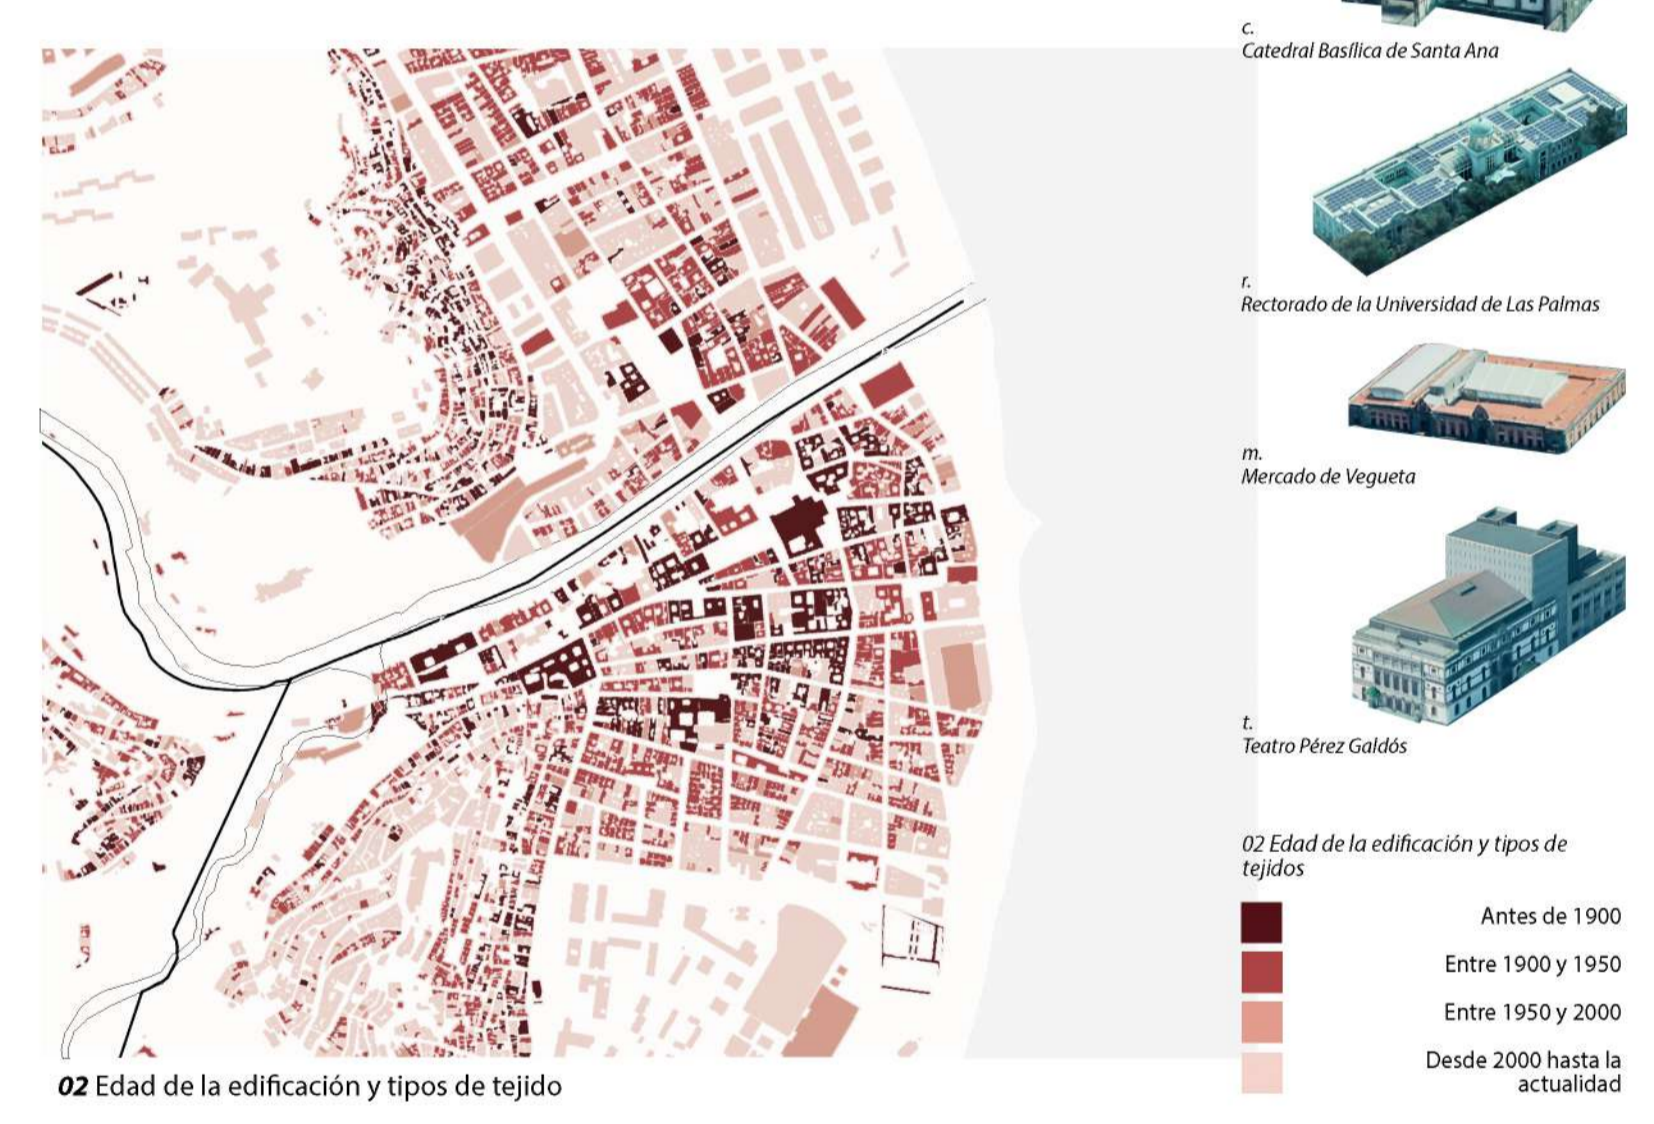 c.
Catedral Basílica de Santa Ana
r.
Rectorado de la Universidad de Las Palmas
m.
Mercado de Vegueta
t.
Teatro Pérez Galdós
02 Edad de la edificación y tipos de
tejidos
Antes de 1900
Entre 1900 y 1950
Entre 1950 y 2000
Desde 2000 hasta la
actualidad
02 Edad de la edificación y tipos de tejido